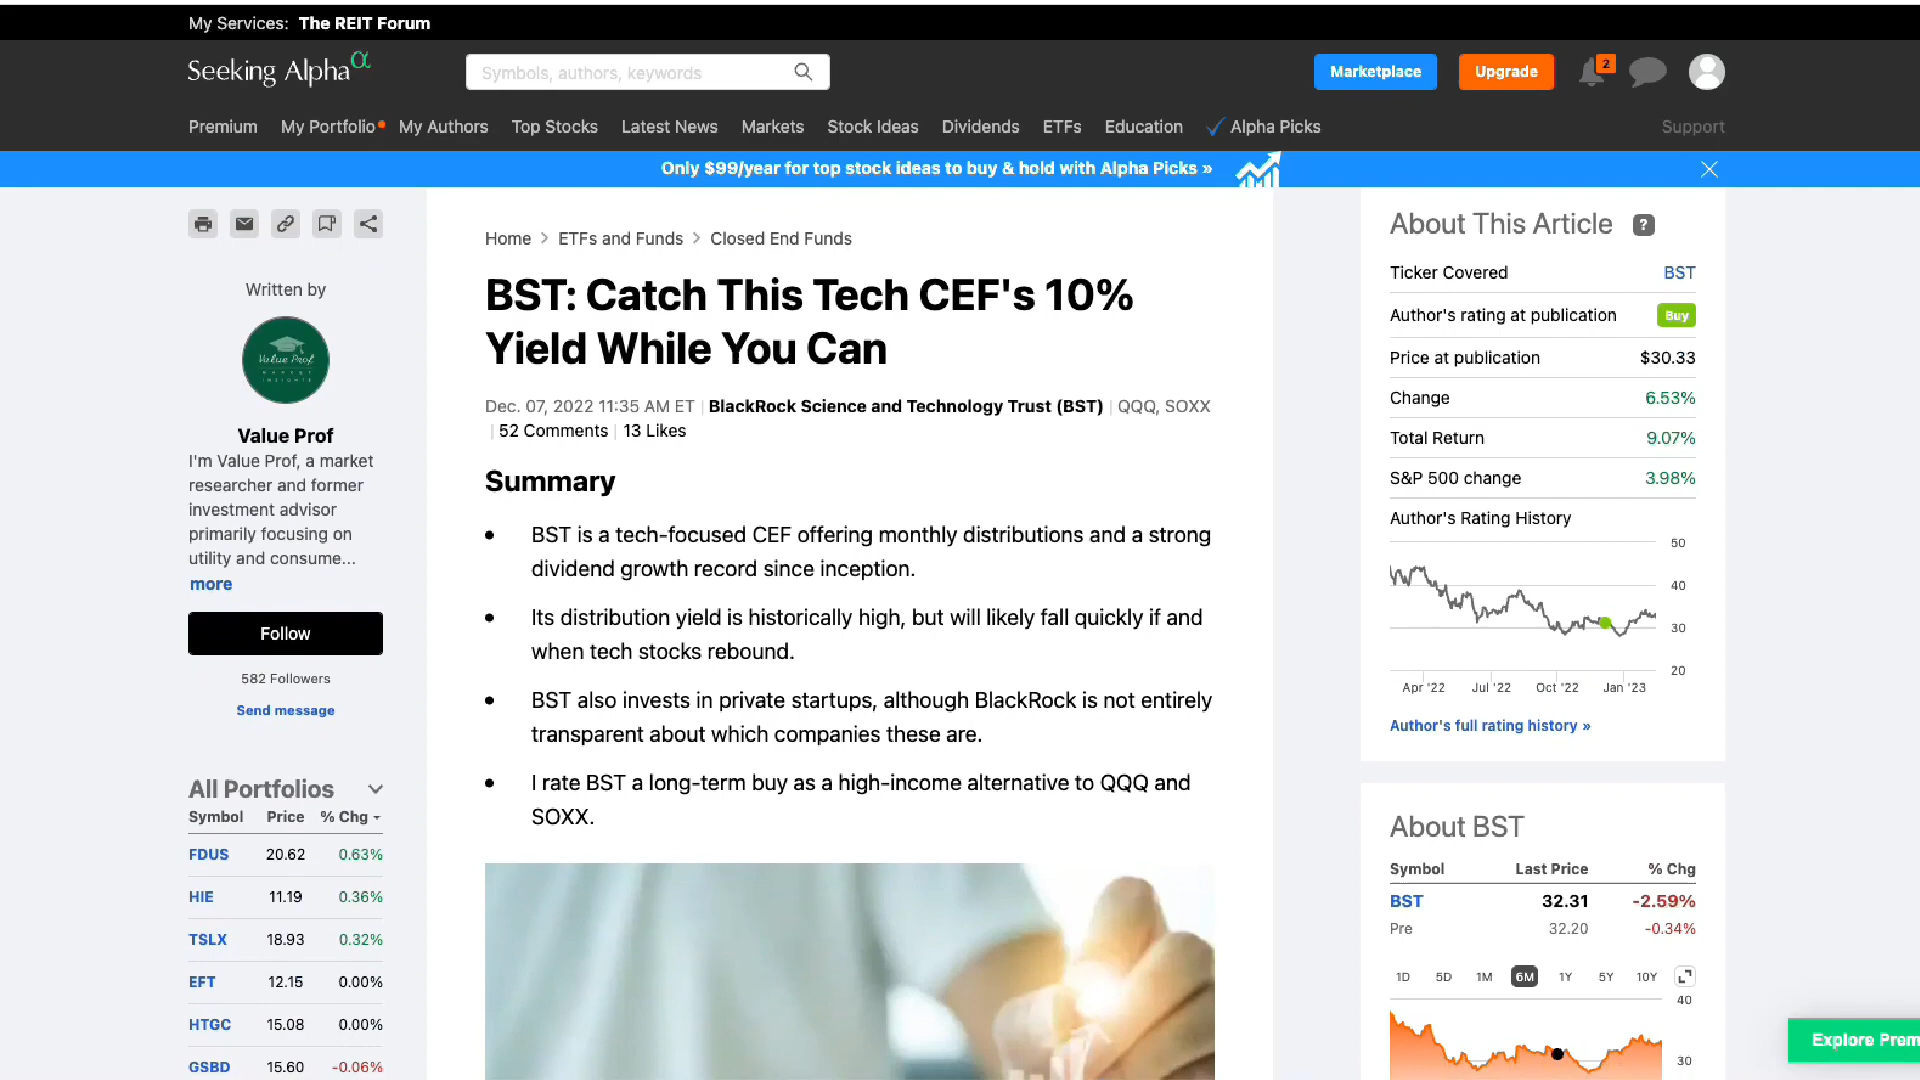 My Services: The REIT Forum
Seeking Alpha α
Symbols, authors, keywords
Marketplace
Upgrade
2
Premium My Portfolio My Authors Top Stocks Latest News Markets Stock Ideas Dividends ETFs Education Alpha Picks Support
Only $99/year for top stock ideas to buy & hold with Alpha Picks »
Written by
Value Prof
Value Prof
I'm Value Prof, a market
researcher and former
investment advisor
primarily focusing on
utility and consume...
more
Follow
582 Followers
Send message
All Portfolios
Symbol Price % Chg
FDUS 20.62 0.63%
HIE 11.19 0.36%
TSLX 18.93 0.32%
EFT 12.15 0.00%
HTGC 15.08 0.00%
GSBD 15.60 -0.06%
Home > ETFs and Funds > Closed End Funds
BST: Catch This Tech CEF's 10%
Yield While You Can
Dec. 07, 2022 11:35 AM ET | BlackRock Science and Technology Trust (BST) | QQQ, SOXX
| 52 Comments | 13 Likes
Summary
• BST is a tech-focused CEF offering monthly distributions and a strong
dividend growth record since inception.
• Its distribution yield is historically high, but will likely fall quickly if and
when tech stocks rebound.
• BST also invests in private startups, although BlackRock is not entirely
transparent about which companies these are.
• I rate BST a long-term buy as a high-income alternative to QQQ and
SOXX.
About This Article ?
Ticker Covered BST
Author's rating at publication Buy
Price at publication $30.33
Change 6.53%
Total Return 9.07%
S&P 500 change 3.98%
Author's Rating History
50
40
30
20
Apr '22 Jul '22 Oct '22 Jan '23
Author's full rating history »
About BST
Symbol Last Price % Chg
BST 32.31 -2.59%
Pre 32.20 -0.34%
1D 5D 1M 6M 1Y 5Y 10Y
40
30
Explore Prem